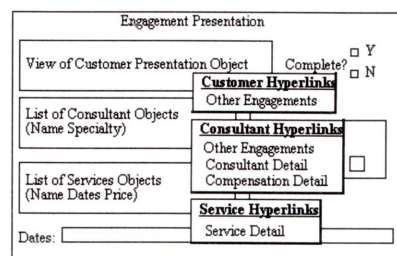 Engagement Presentation
Y
View of Customer Presentation Object
Complete?
N
Customer Hyperlinks
Other Engagements
List of Consultant Objects
(Name Specialty)
Consultant Hyperlinks
Other Engagements
Consultant Detail
Compensation Detail
List of Services Objects
(Name Dates Price)
Service Hyperlinks
Service Detail
Dates: